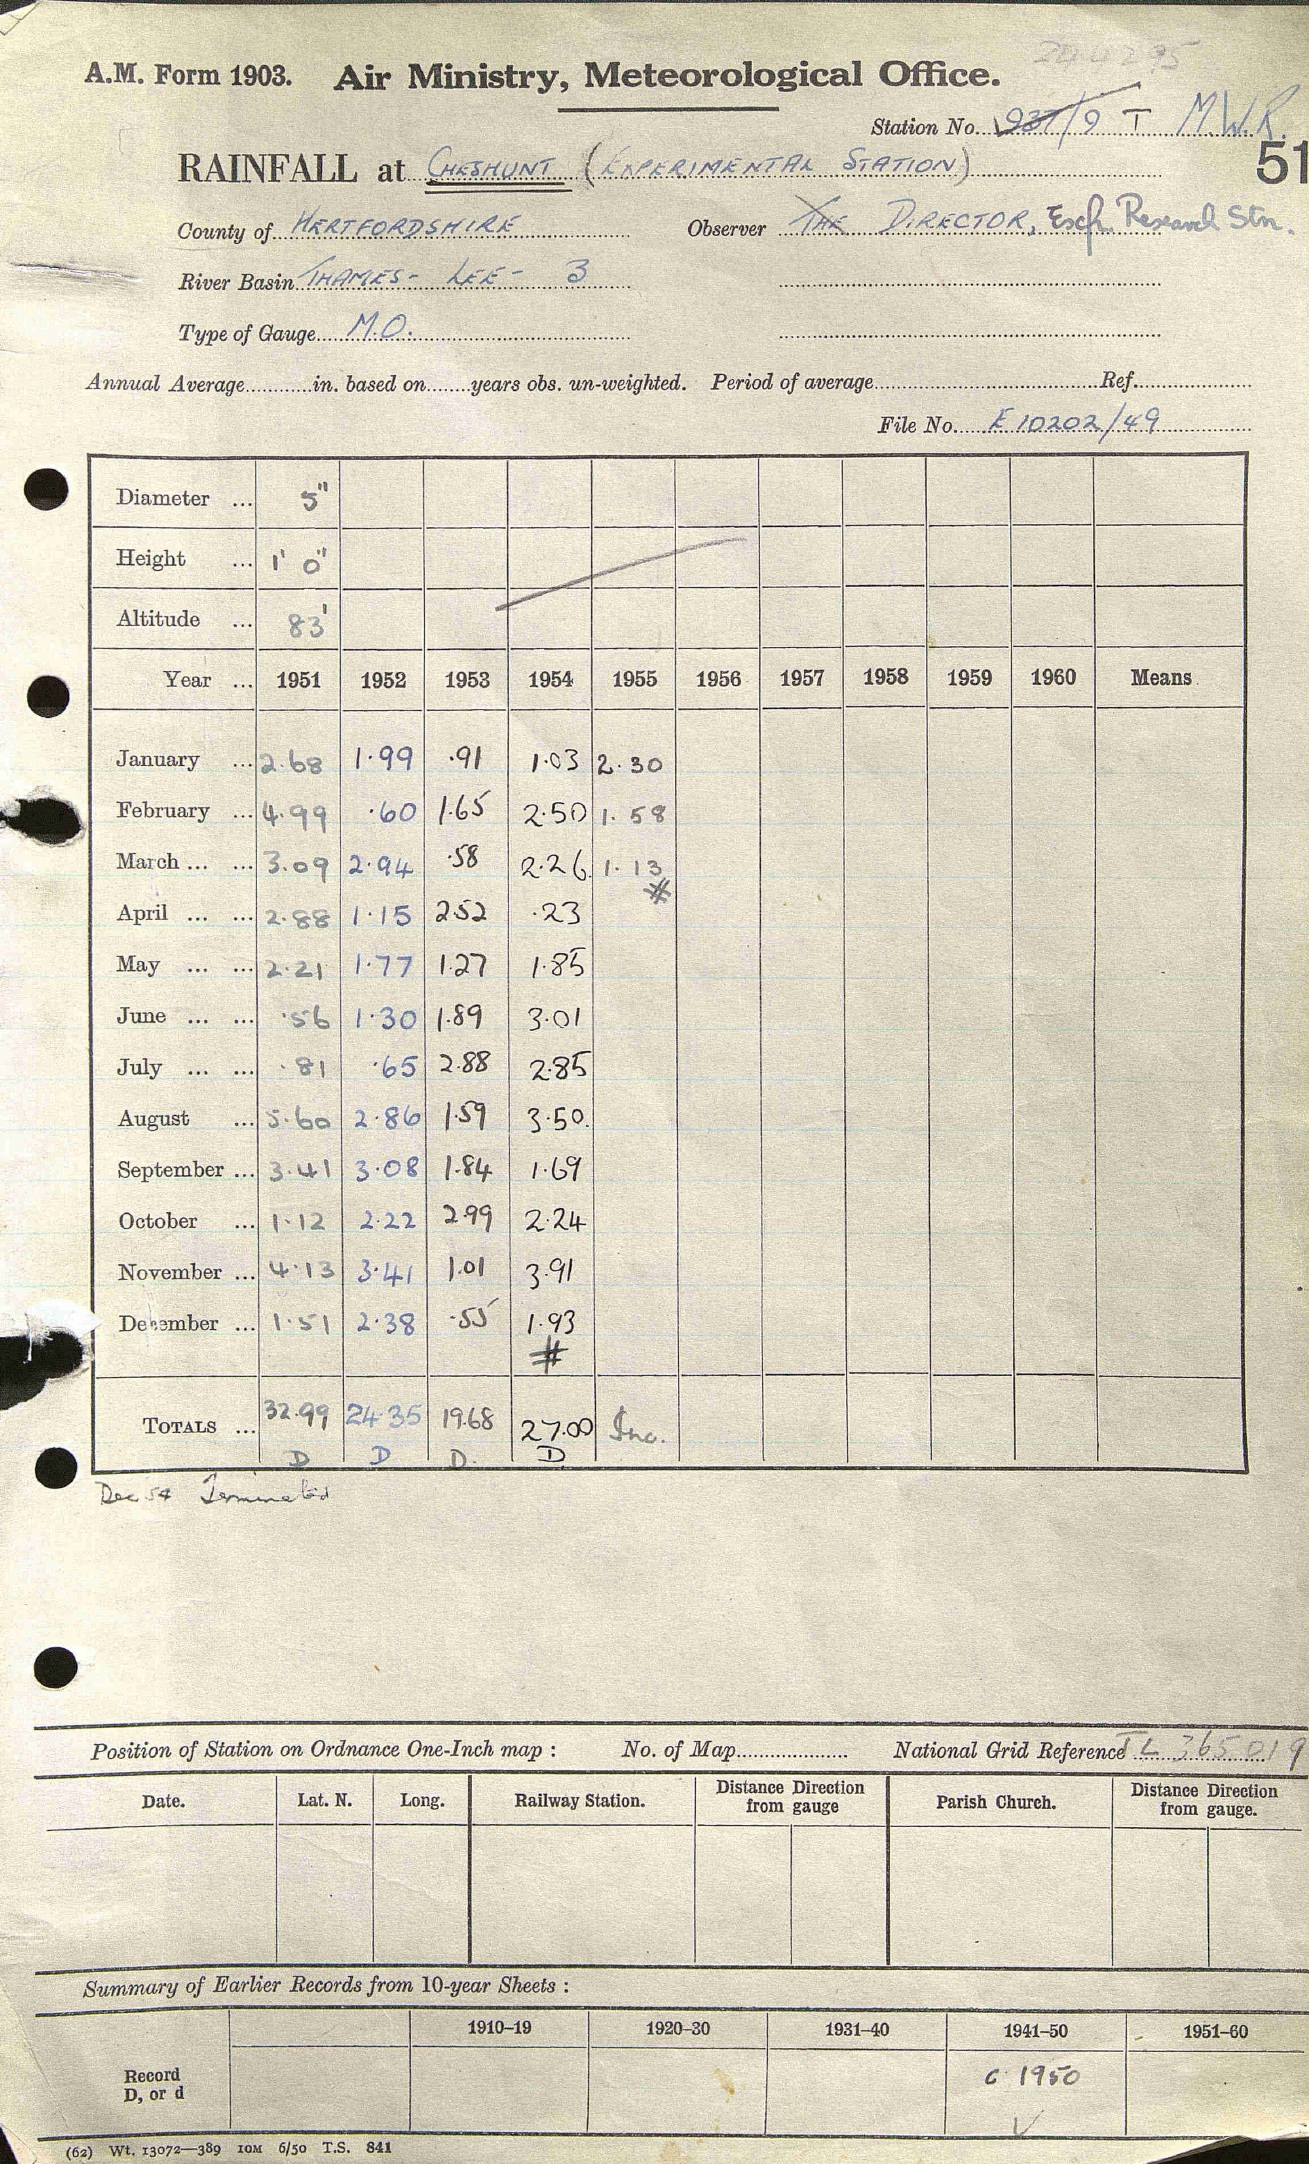 244295
A.M. Form 1903. Air Ministry, Meteorological Office.
Station No. 937/9 T M.W.R.
51
RAINFALL at CHESHUNT (EXPERIMENTAL STATION)
County of HERTFORDSHIRE Observer THE DIRECTOR, Exp. Research Stn.
River Basin THAMES - LEE - 3
Type of Gauge M.O.
Annual Average in. based on years obs. un-weighted. Period of average Ref.
File No. E 10202/49
Diameter ... 5"
Height ... 1' 0"
Altitude ... 83'
Year ... 1951 1952 1953 1954 1955 1956 1957 1958 1959 1960 Means
January ... 2.68 1.99 .91 1.03 2.30
February ... 4.99 .60 1.65 2.50 1.58
March ... ... 3.09 2.94 .58 2.26 1.13
#
April ... ... 2.88 1.15 2.52 .23
May ... ... 2.21 1.77 1.27 1.85
June ... ... .56 1.30 1.89 3.01
July ... ... .81 .65 2.88 2.85
August ... 5.60 2.86 1.59 3.50
September ... 3.41 3.08 1.84 1.69
October ... 1.12 2.22 2.99 2.24
November ... 4.13 3.41 1.01 3.91
December ... 1.51 2.38 .55 1.93
#
TOTALS ... 32.99 24.35 19.68 27.00 Inc.
D D D. D
Dec 54 Terminated
Position of Station on Ordnance One-Inch map : No. of Map National Grid Reference TL 365019
Date. Lat. N. Long. Railway Station. Distance Direction from gauge Parish Church. Distance Direction from gauge.
Summary of Earlier Records from 10-year Sheets :
1910–19 1920–30 1931–40 1941–50 1951–60
Record D, or d c 1950
(62) Wt. 13072—389 10M 6/50 T.S. 841